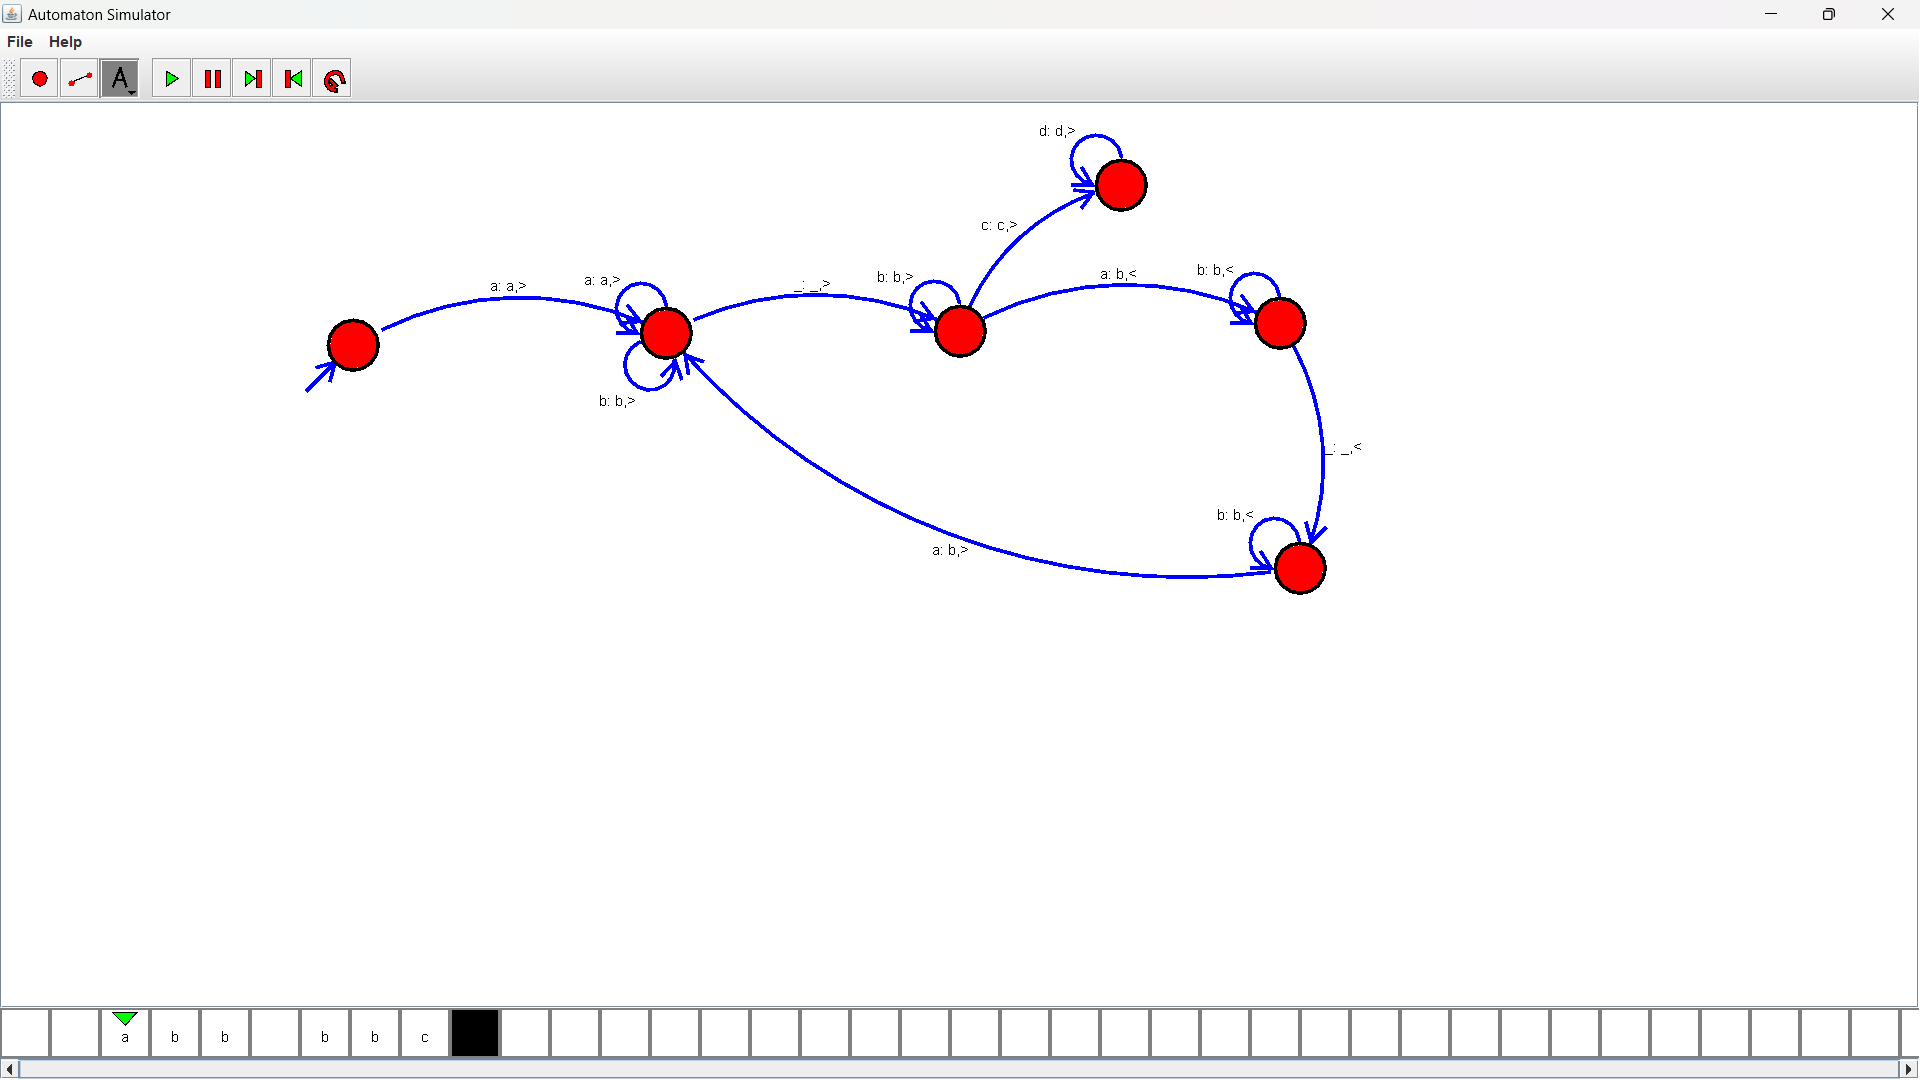 Automaton Simulator
File Help
A
d: d,>
c: c,>
a: a,>
a: a,>
_: _,>
b: b,>
a: b,<
b: b,<
b: b,>
_: _,<
b: b,<
a: b,>
a b b b b c